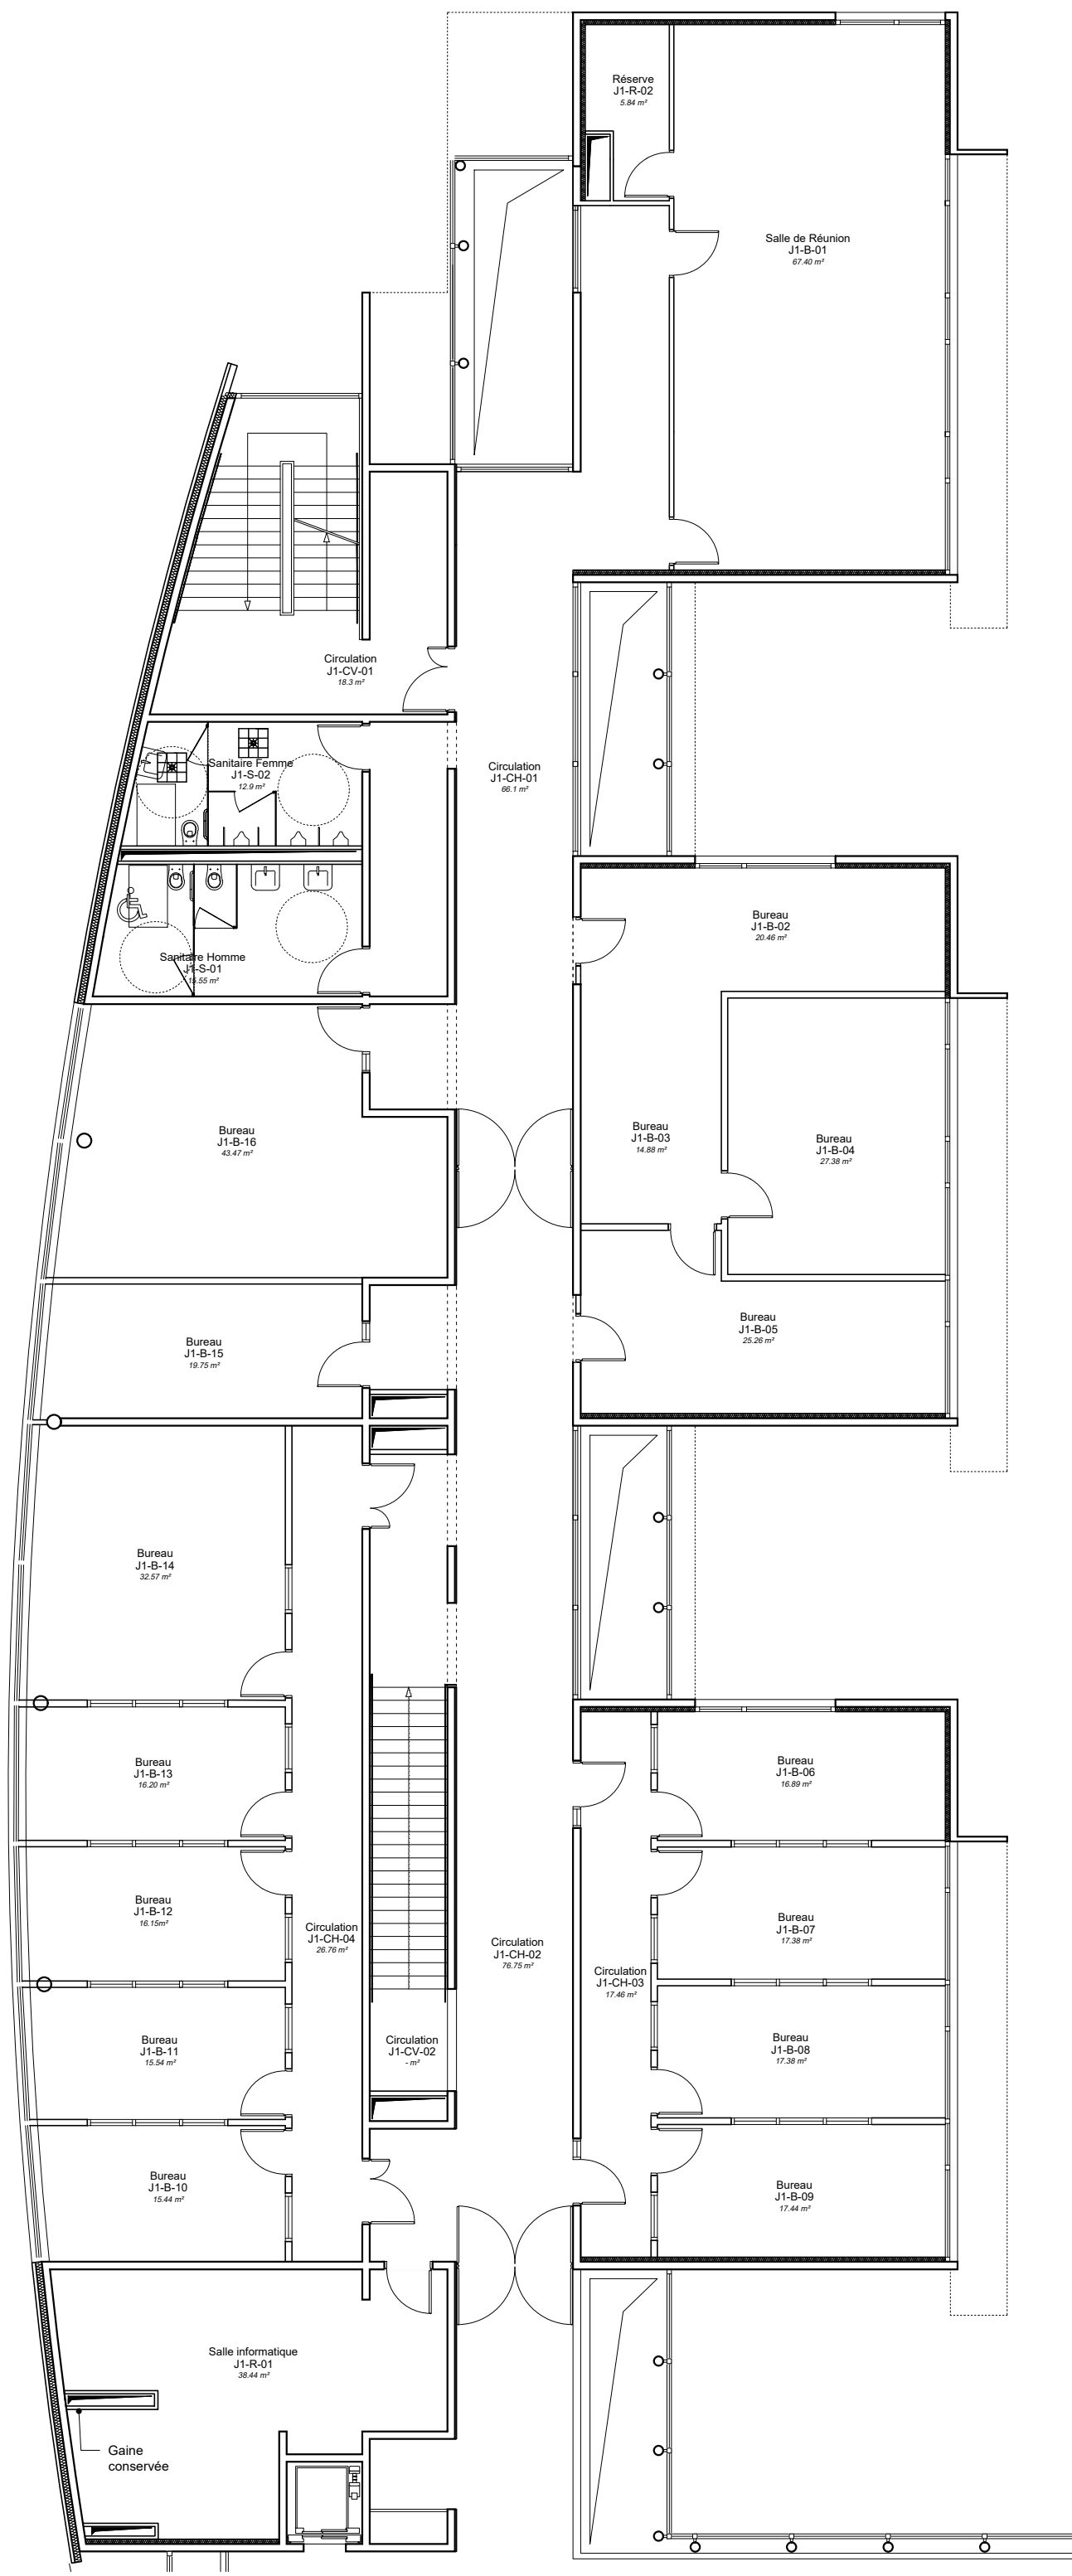 Réserve
J1-R-02
5.84 m²
Salle de Réunion
J1-B-01
67.40 m²
Circulation
J1-CV-01
18.3 m²
Sanitaire Femme
J1-S-02
12.9 m²
Circulation
J1-CH-01
66.1 m²
Bureau
J1-B-02
20.46 m²
Sanitaire Homme
J1-S-01
15.55 m²
Bureau
J1-B-16
43.47 m²
Bureau
J1-B-03
14.88 m²
Bureau
J1-B-04
27.38 m²
Bureau
J1-B-15
19.75 m²
Bureau
J1-B-05
25.26 m²
Bureau
J1-B-14
32.57 m²
Bureau
J1-B-13
16.20 m²
Bureau
J1-B-06
16.89 m²
Bureau
J1-B-12
16.15m²
Circulation
J1-CH-04
26.76 m²
Circulation
J1-CH-02
76.75 m²
Bureau
J1-B-07
17.38 m²
Circulation
J1-CH-03
17.46 m²
Bureau
J1-B-11
15.54 m²
Circulation
J1-CV-02
- m²
Bureau
J1-B-08
17.38 m²
Bureau
J1-B-10
15.44 m²
Bureau
J1-B-09
17.44 m²
Salle informatique
J1-R-01
38.44 m²
Gaine
conservée